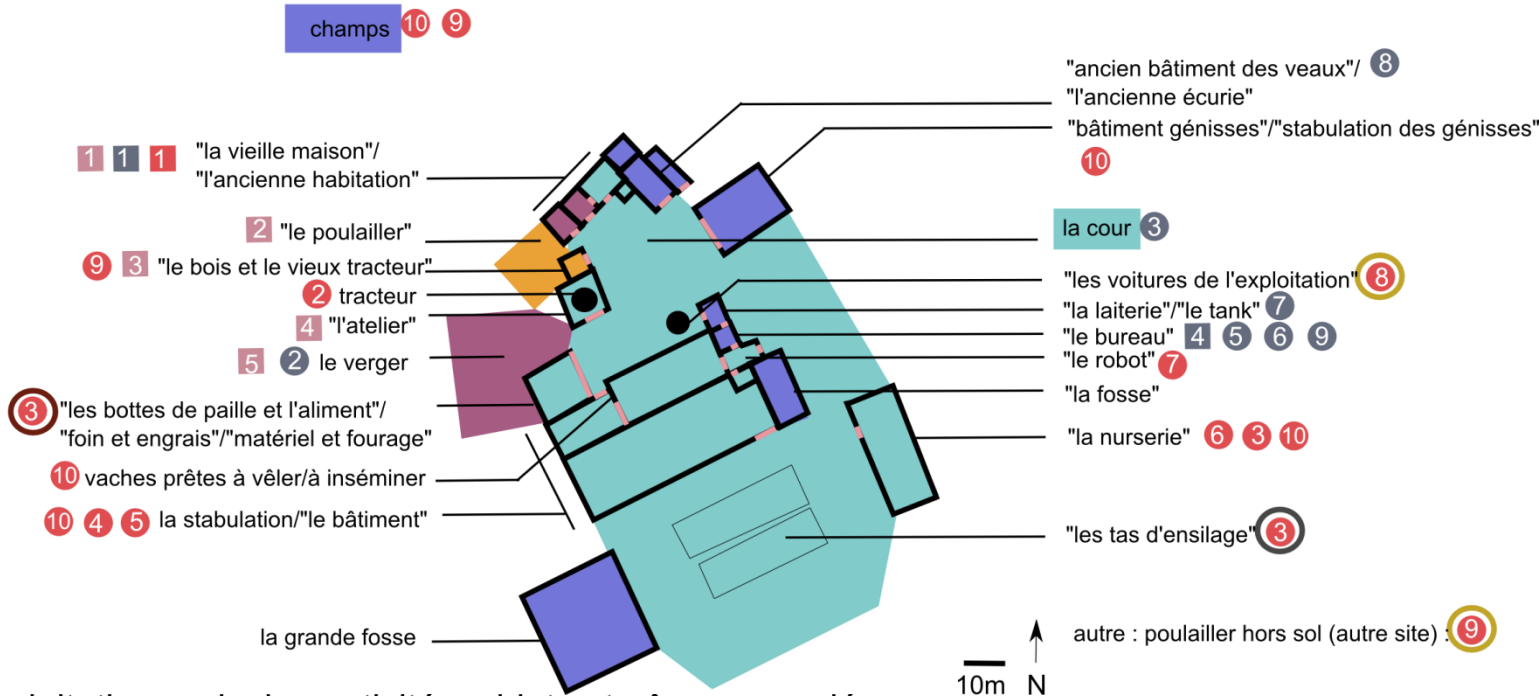 champs 10 9
"ancien bâtiment des veaux"/ 8
"l'ancienne écurie"
"bâtiment génisses"/"stabulation des génisses"
10
1 1 1 "la vieille maison"/
"l'ancienne habitation"
2 "le poulailler"
la cour 3
9 3 "le bois et le vieux tracteur"
"les voitures de l'exploitation" 8
2 tracteur
"la laiterie"/"le tank" 7
4 "l'atelier"
"le bureau" 4 5 6 9
5 2 le verger
"le robot" 7
"la fosse"
3 "les bottes de paille et l'aliment"/
"foin et engrais"/"matériel et fourage"
"la nurserie" 6 3 10
10 vaches prêtes à vêler/à inséminer
10 4 5 la stabulation/"le bâtiment"
"les tas d'ensilage" 3
la grande fosse
autre : poulailler hors sol (autre site) : 9
10m N